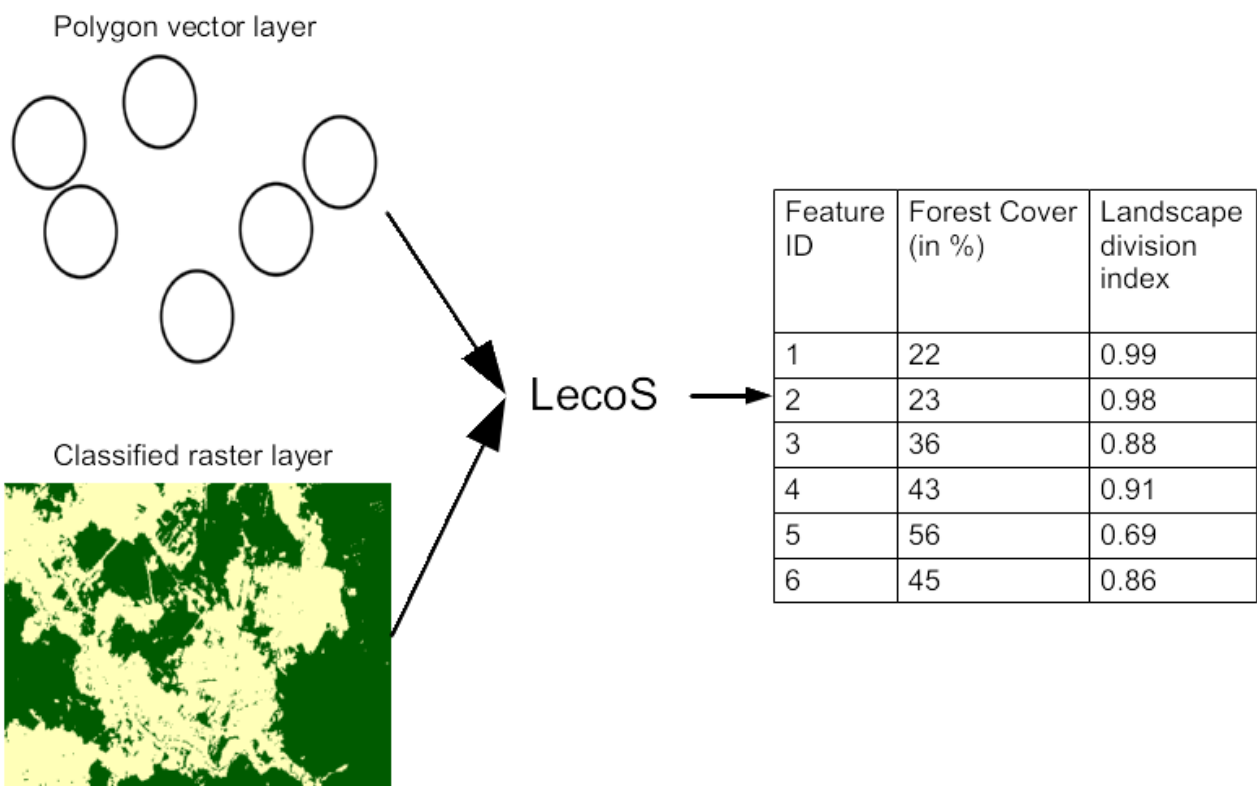 Polygon vector layer
Classified raster layer
LecoS
Feature ID Forest Cover (in %) Landscape division index
1 22 0.99
2 23 0.98
3 36 0.88
4 43 0.91
5 56 0.69
6 45 0.86